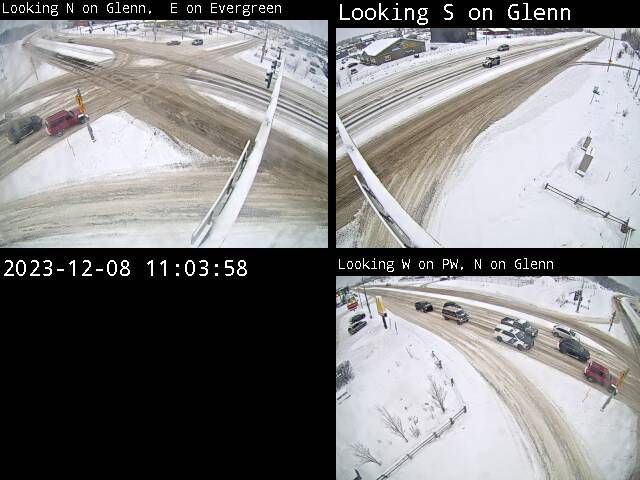 Looking N on Glenn,  E on Evergreen
Looking S on Glenn
2023-12-08 11:03:58
Looking W on PW, N on Glenn